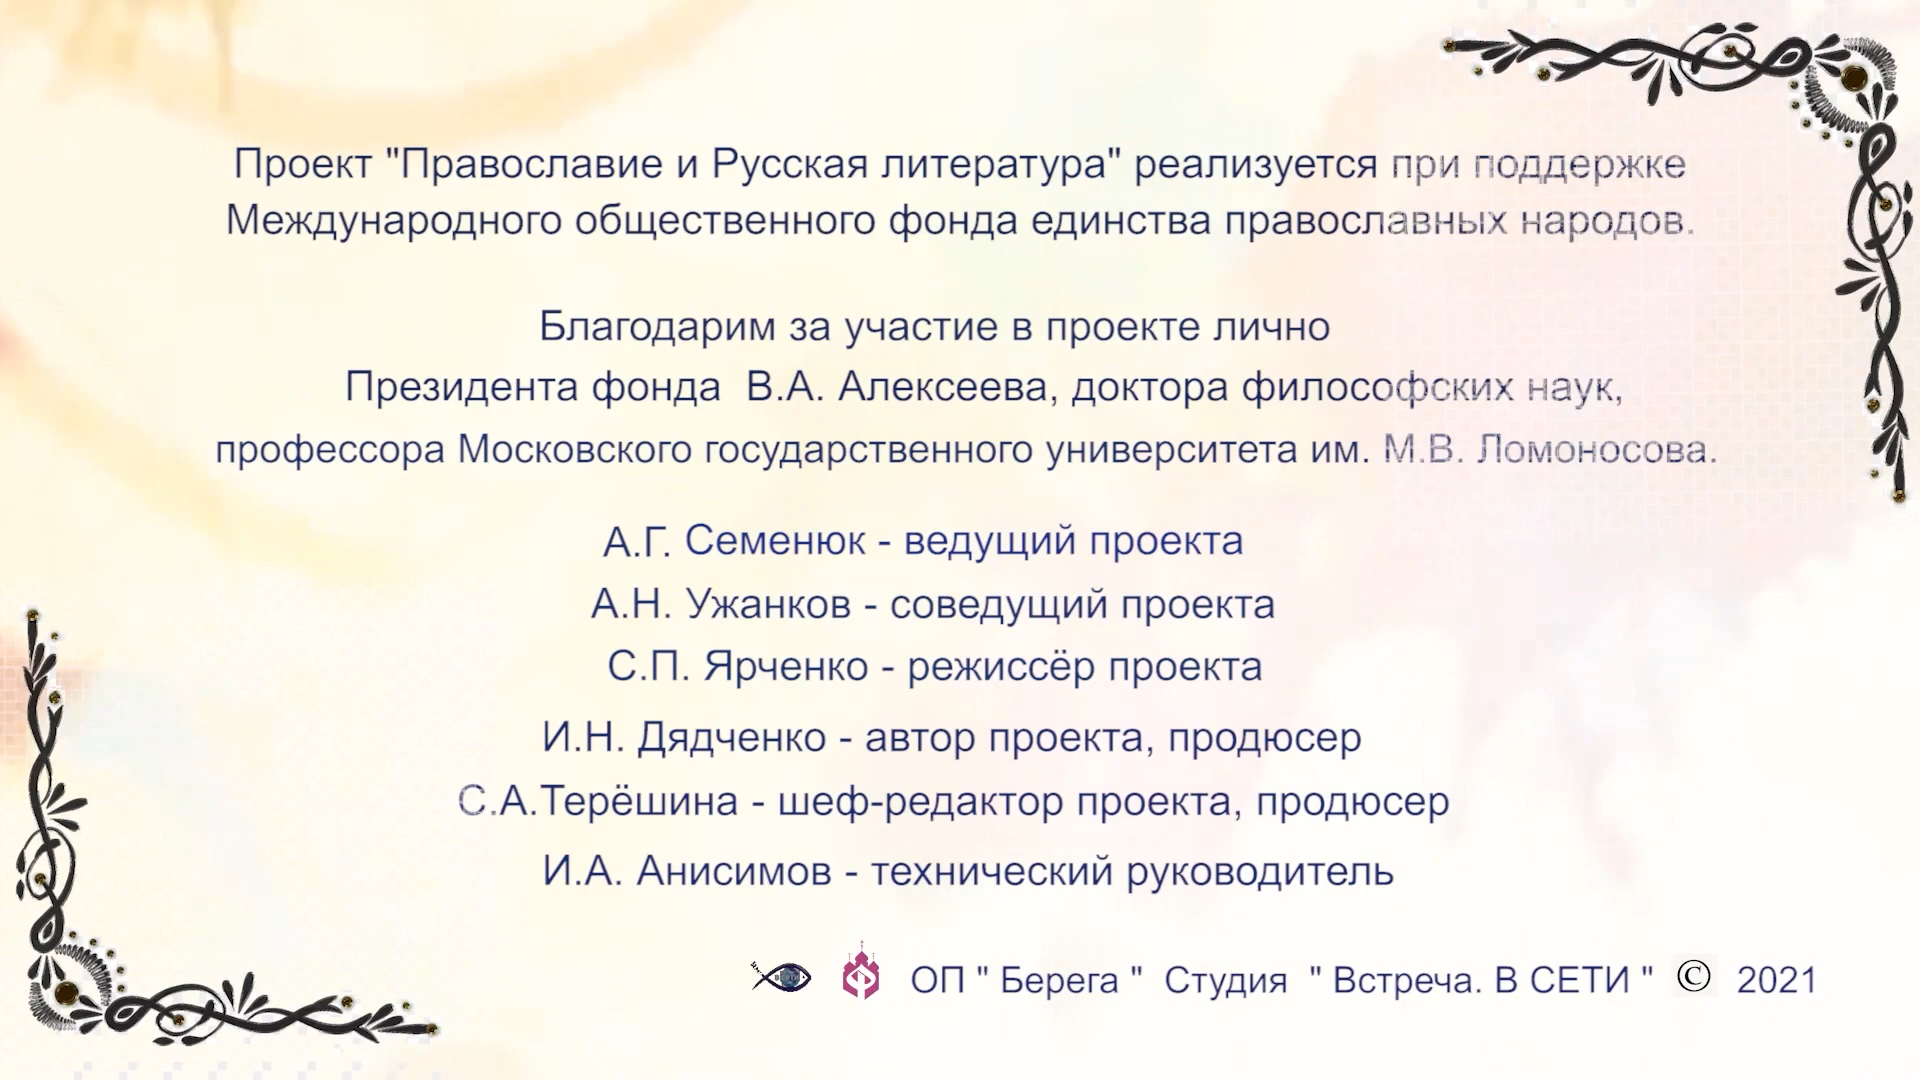 Проект "Православие и Русская литература" реализуется при поддержке
Международного общественного фонда единства православных народов.
Благодарим за участие в проекте лично
Президента фонда В.А. Алексеева, доктора философских наук,
профессора Московского государственного университета им. М.В. Ломоносова.
А.Г. Семенюк - ведущий проекта
А.Н. Ужанков - соведущий проекта
С.П. Ярченко - режиссёр проекта
И.Н. Дядченко - автор проекта, продюсер
С.А.Терёшина - шеф-редактор проекта, продюсер
И.А. Анисимов - технический руководитель
ОП " Берега " Студия " Встреча. В СЕТИ " © 2021